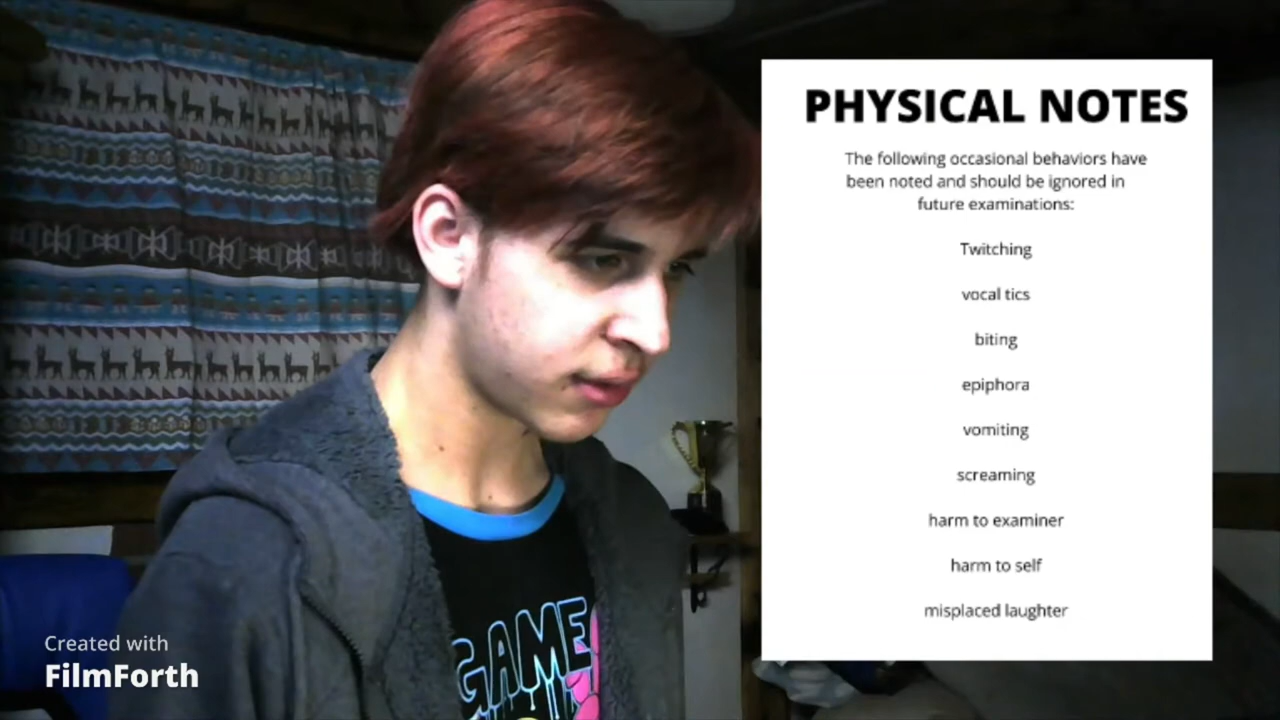 PHYSICAL NOTES
The following occasional behaviors have
been noted and should be ignored in
future examinations:
Twitching
vocal tics
biting
epiphora
vomiting
screaming
harm to examiner
harm to self
misplaced laughter
GAME
Created with
FilmForth